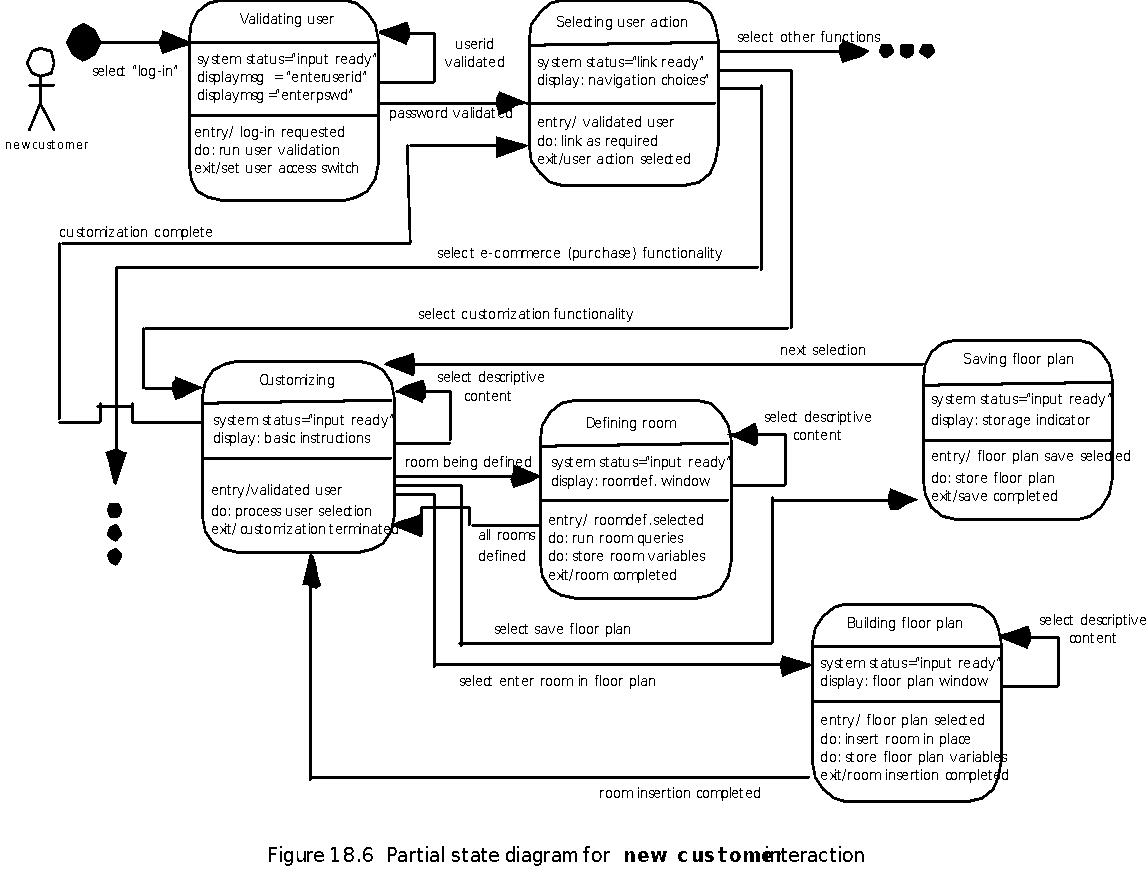 Validating user
system status="input ready"
displaymsg = "enteruserid"
displaymsg ="enterpswd"
entry/ log-in requested
do: run user validation
exit/set user access switch
select "log-in"
newcustomer
userid
validated
password validated
Selecting user action
system status="link ready"
display: navigation choices"
entry/ validated user
do: link as required
exit/user action selected
select other functions
customization complete
select e-commerce (purchase) functionality
select customization functionality
next selection
Customizing
system status="input ready"
display: basic instructions
entry/validated user
do: process user selection
exit/ customization terminated
select descriptive
content
room being defined
all rooms
defined
Defining room
system status="input ready"
display: roomdef. window
entry/ roomdef.selected
do: run room queries
do: store room variables
exit/room completed
select descriptive
content
Saving floor plan
system status="input ready"
display: storage indicator
entry/ floor plan save selected
do: store floor plan
exit/save completed
select save floor plan
select enter room in floor plan
Building floor plan
system status="input ready"
display: floor plan window
entry/ floor plan selected
do: insert room in place
do: store floor plan variables
exit/room insertion completed
select descriptive
content
room insertion completed
Figure 18.6 Partial state diagram for new customer interaction